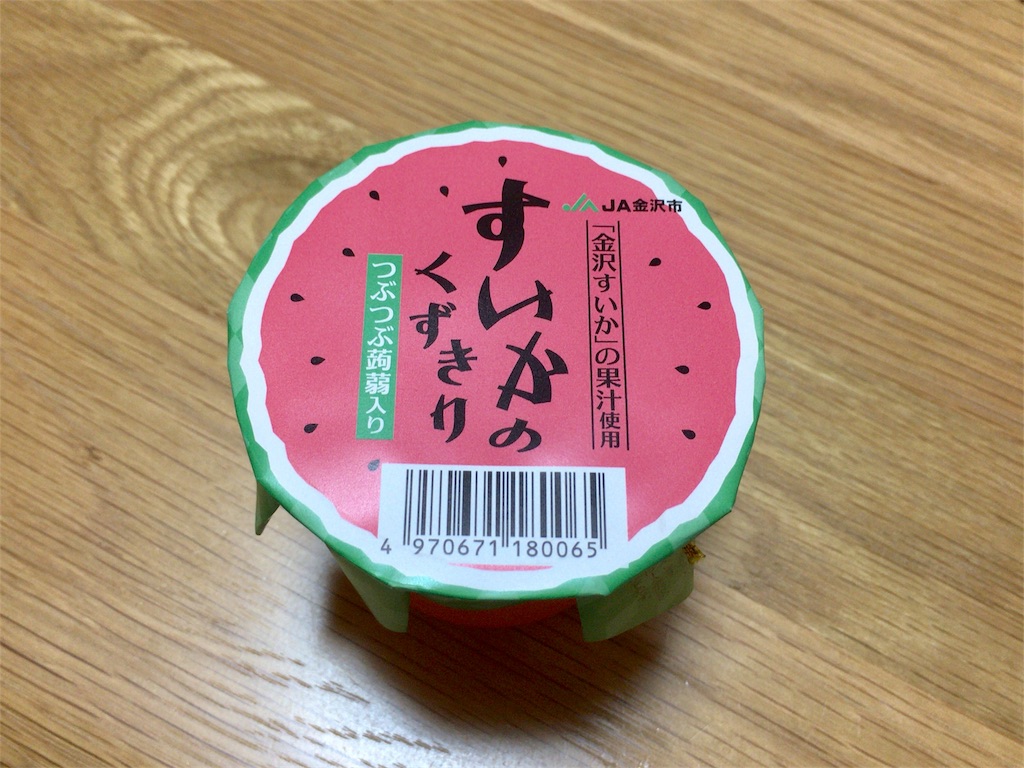 JA金沢市
「金沢すいか」の果汁使用
すいかの
くずきり
つぶつぶ蒟蒻入り
4 970671 180065